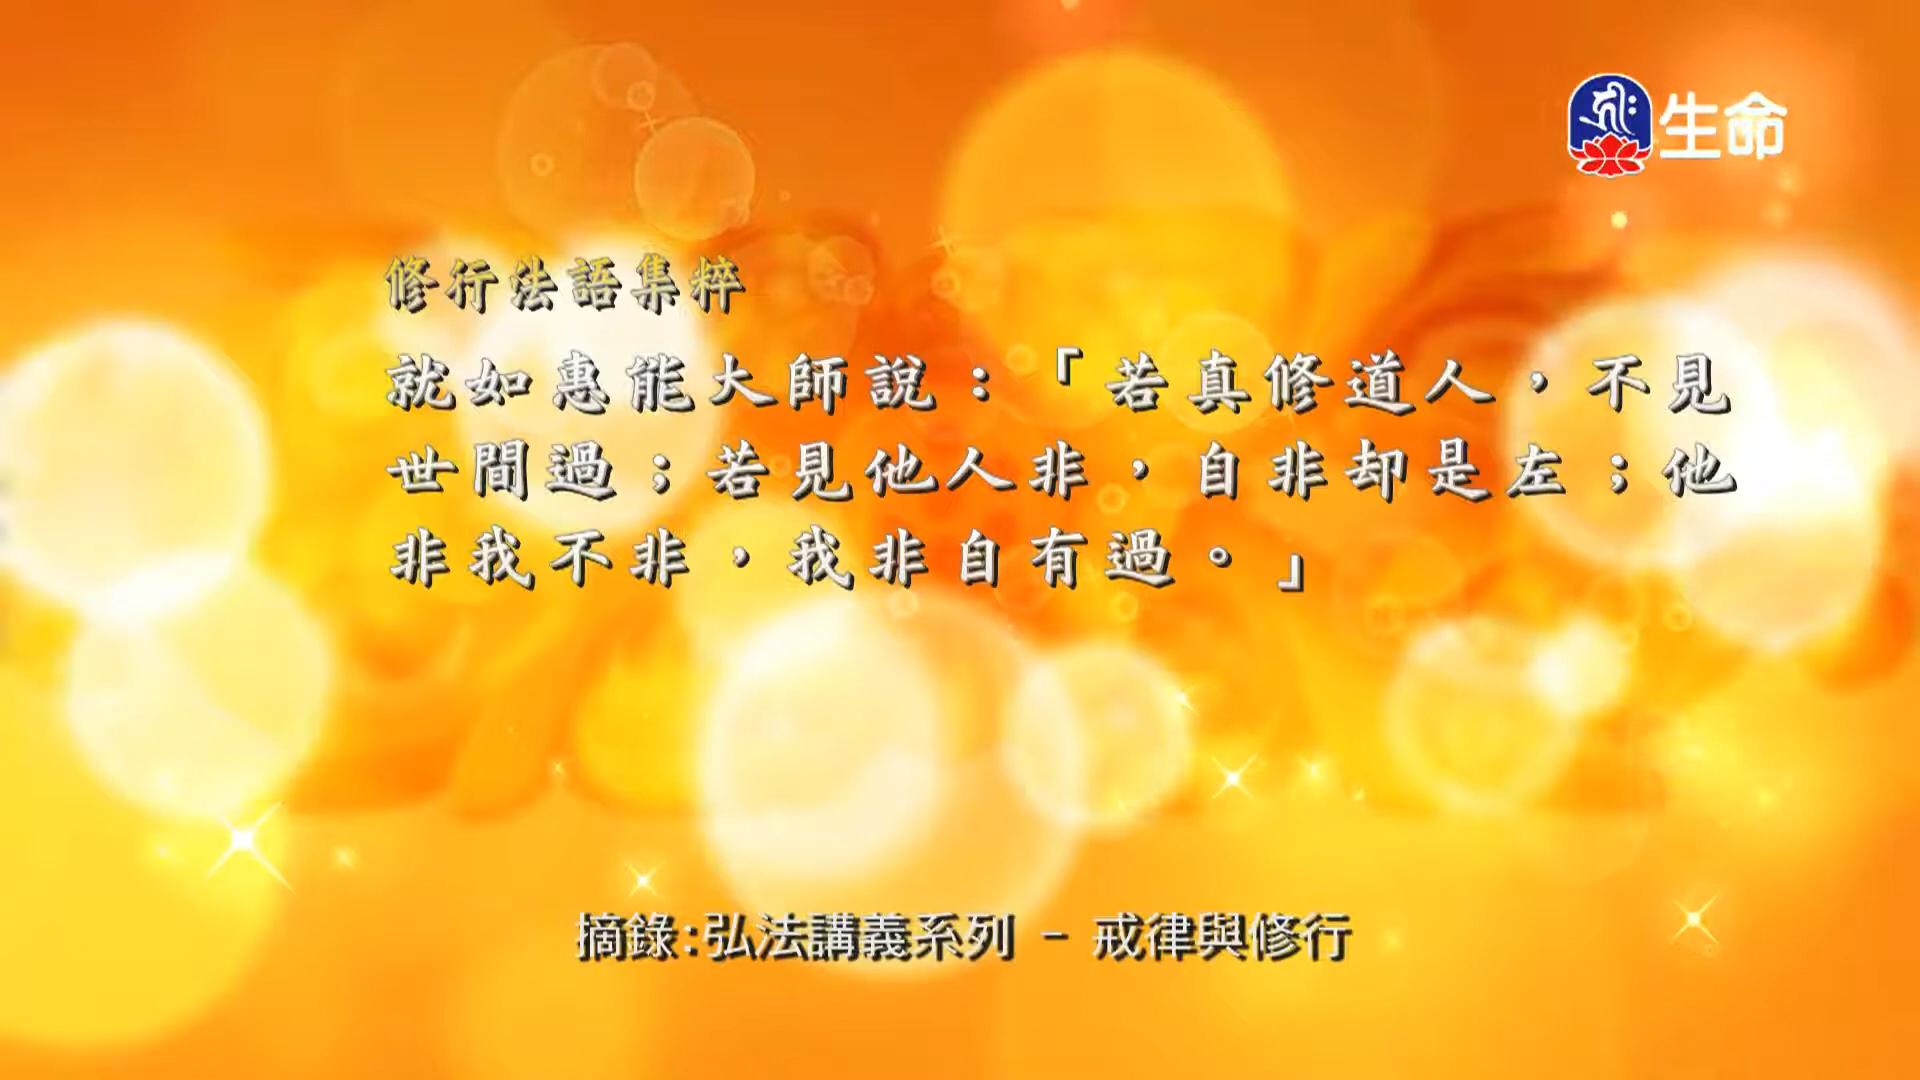 生命
修行法語集粹
就如惠能大師說：「若真修道人，不見
世間過；若見他人非，自非却是左；他
非我不非，我非自有過。」
摘錄:弘法講義系列 - 戒律與修行